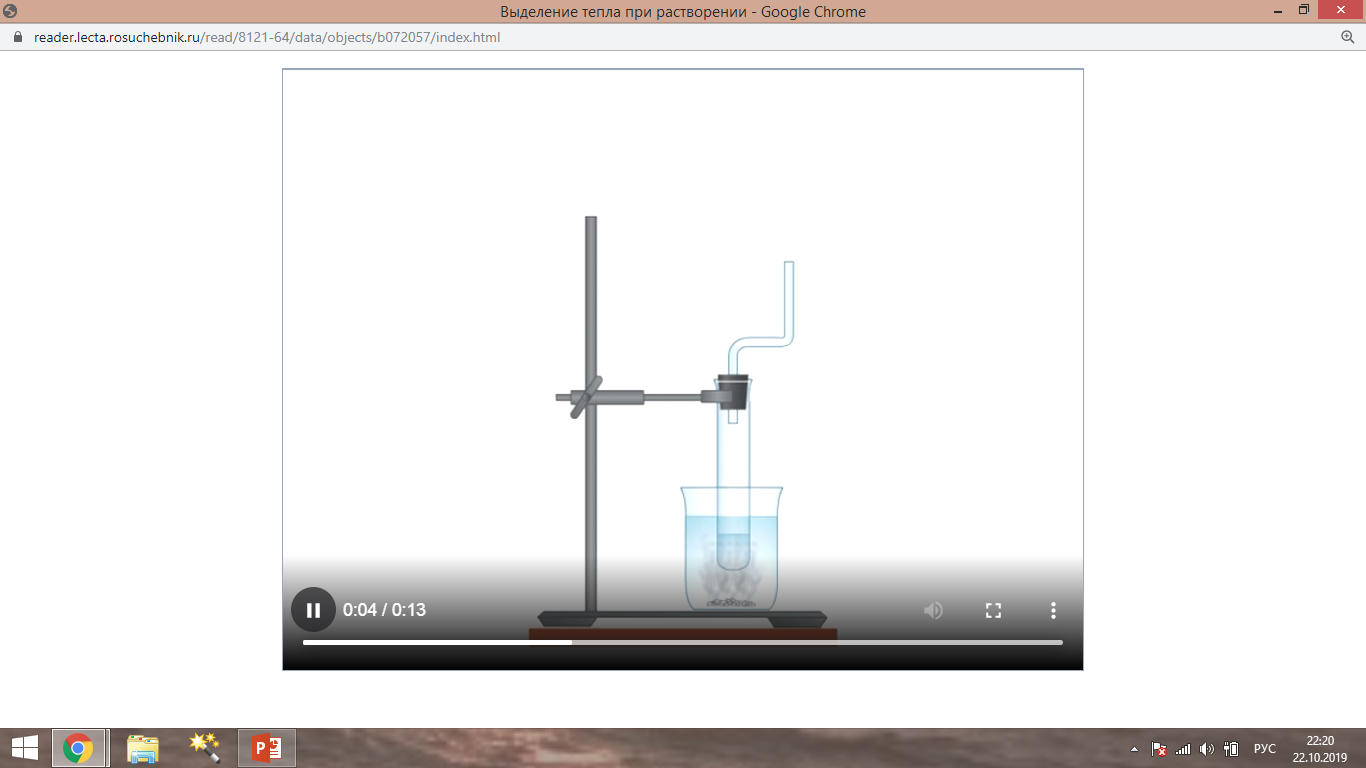 Выделение тепла при растворении - Google Chrome
reader.lecta.rosuchebnik.ru/read/8121-64/data/objects/b072057/index.html
0:04 / 0:13
РУС
22:20
22.10.2019